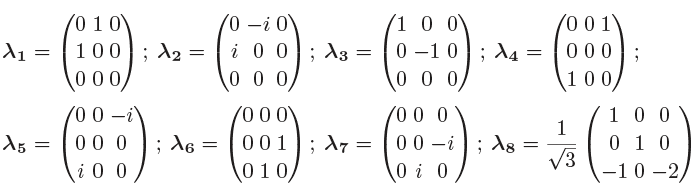 λ₁ = (0 1 0; 1 0 0; 0 0 0) ; λ₂ = (0 −i 0; i 0 0; 0 0 0) ; λ₃ = (1 0 0; 0 −1 0; 0 0 0) ; λ₄ = (0 0 1; 0 0 0; 1 0 0) ;
λ₅ = (0 0 −i; 0 0 0; i 0 0) ; λ₆ = (0 0 0; 0 0 1; 0 1 0) ; λ₇ = (0 0 0; 0 0 −i; 0 i 0) ; λ₈ = 1/√3 (1 0 0; 0 1 0; −1 0 −2)